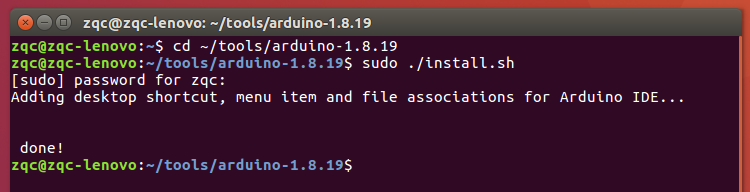 zqc@zqc-lenovo: ~/tools/arduino-1.8.19
zqc@zqc-lenovo:~$ cd ~/tools/arduino-1.8.19
zqc@zqc-lenovo:~/tools/arduino-1.8.19$ sudo ./install.sh
[sudo] password for zqc:
Adding desktop shortcut, menu item and file associations for Arduino IDE...
done!
zqc@zqc-lenovo:~/tools/arduino-1.8.19$